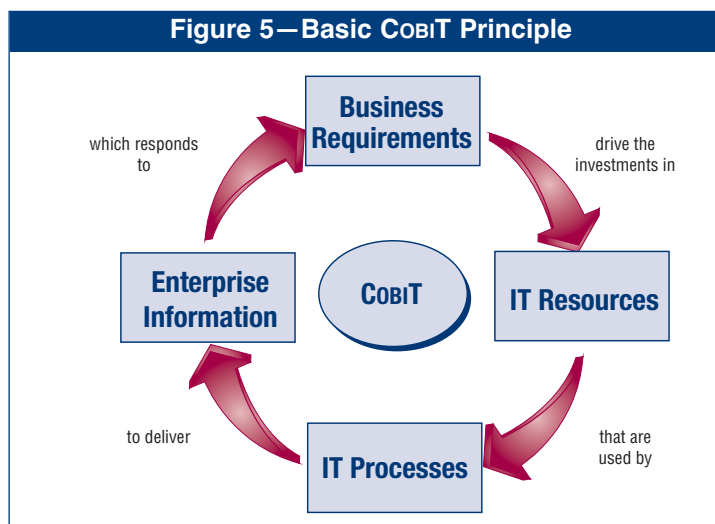 Figure 5—Basic COBIT Principle
Business
Requirements
which responds
to
drive the
investments in
Enterprise
Information
COBIT
IT Resources
to deliver
IT Processes
that are
used by